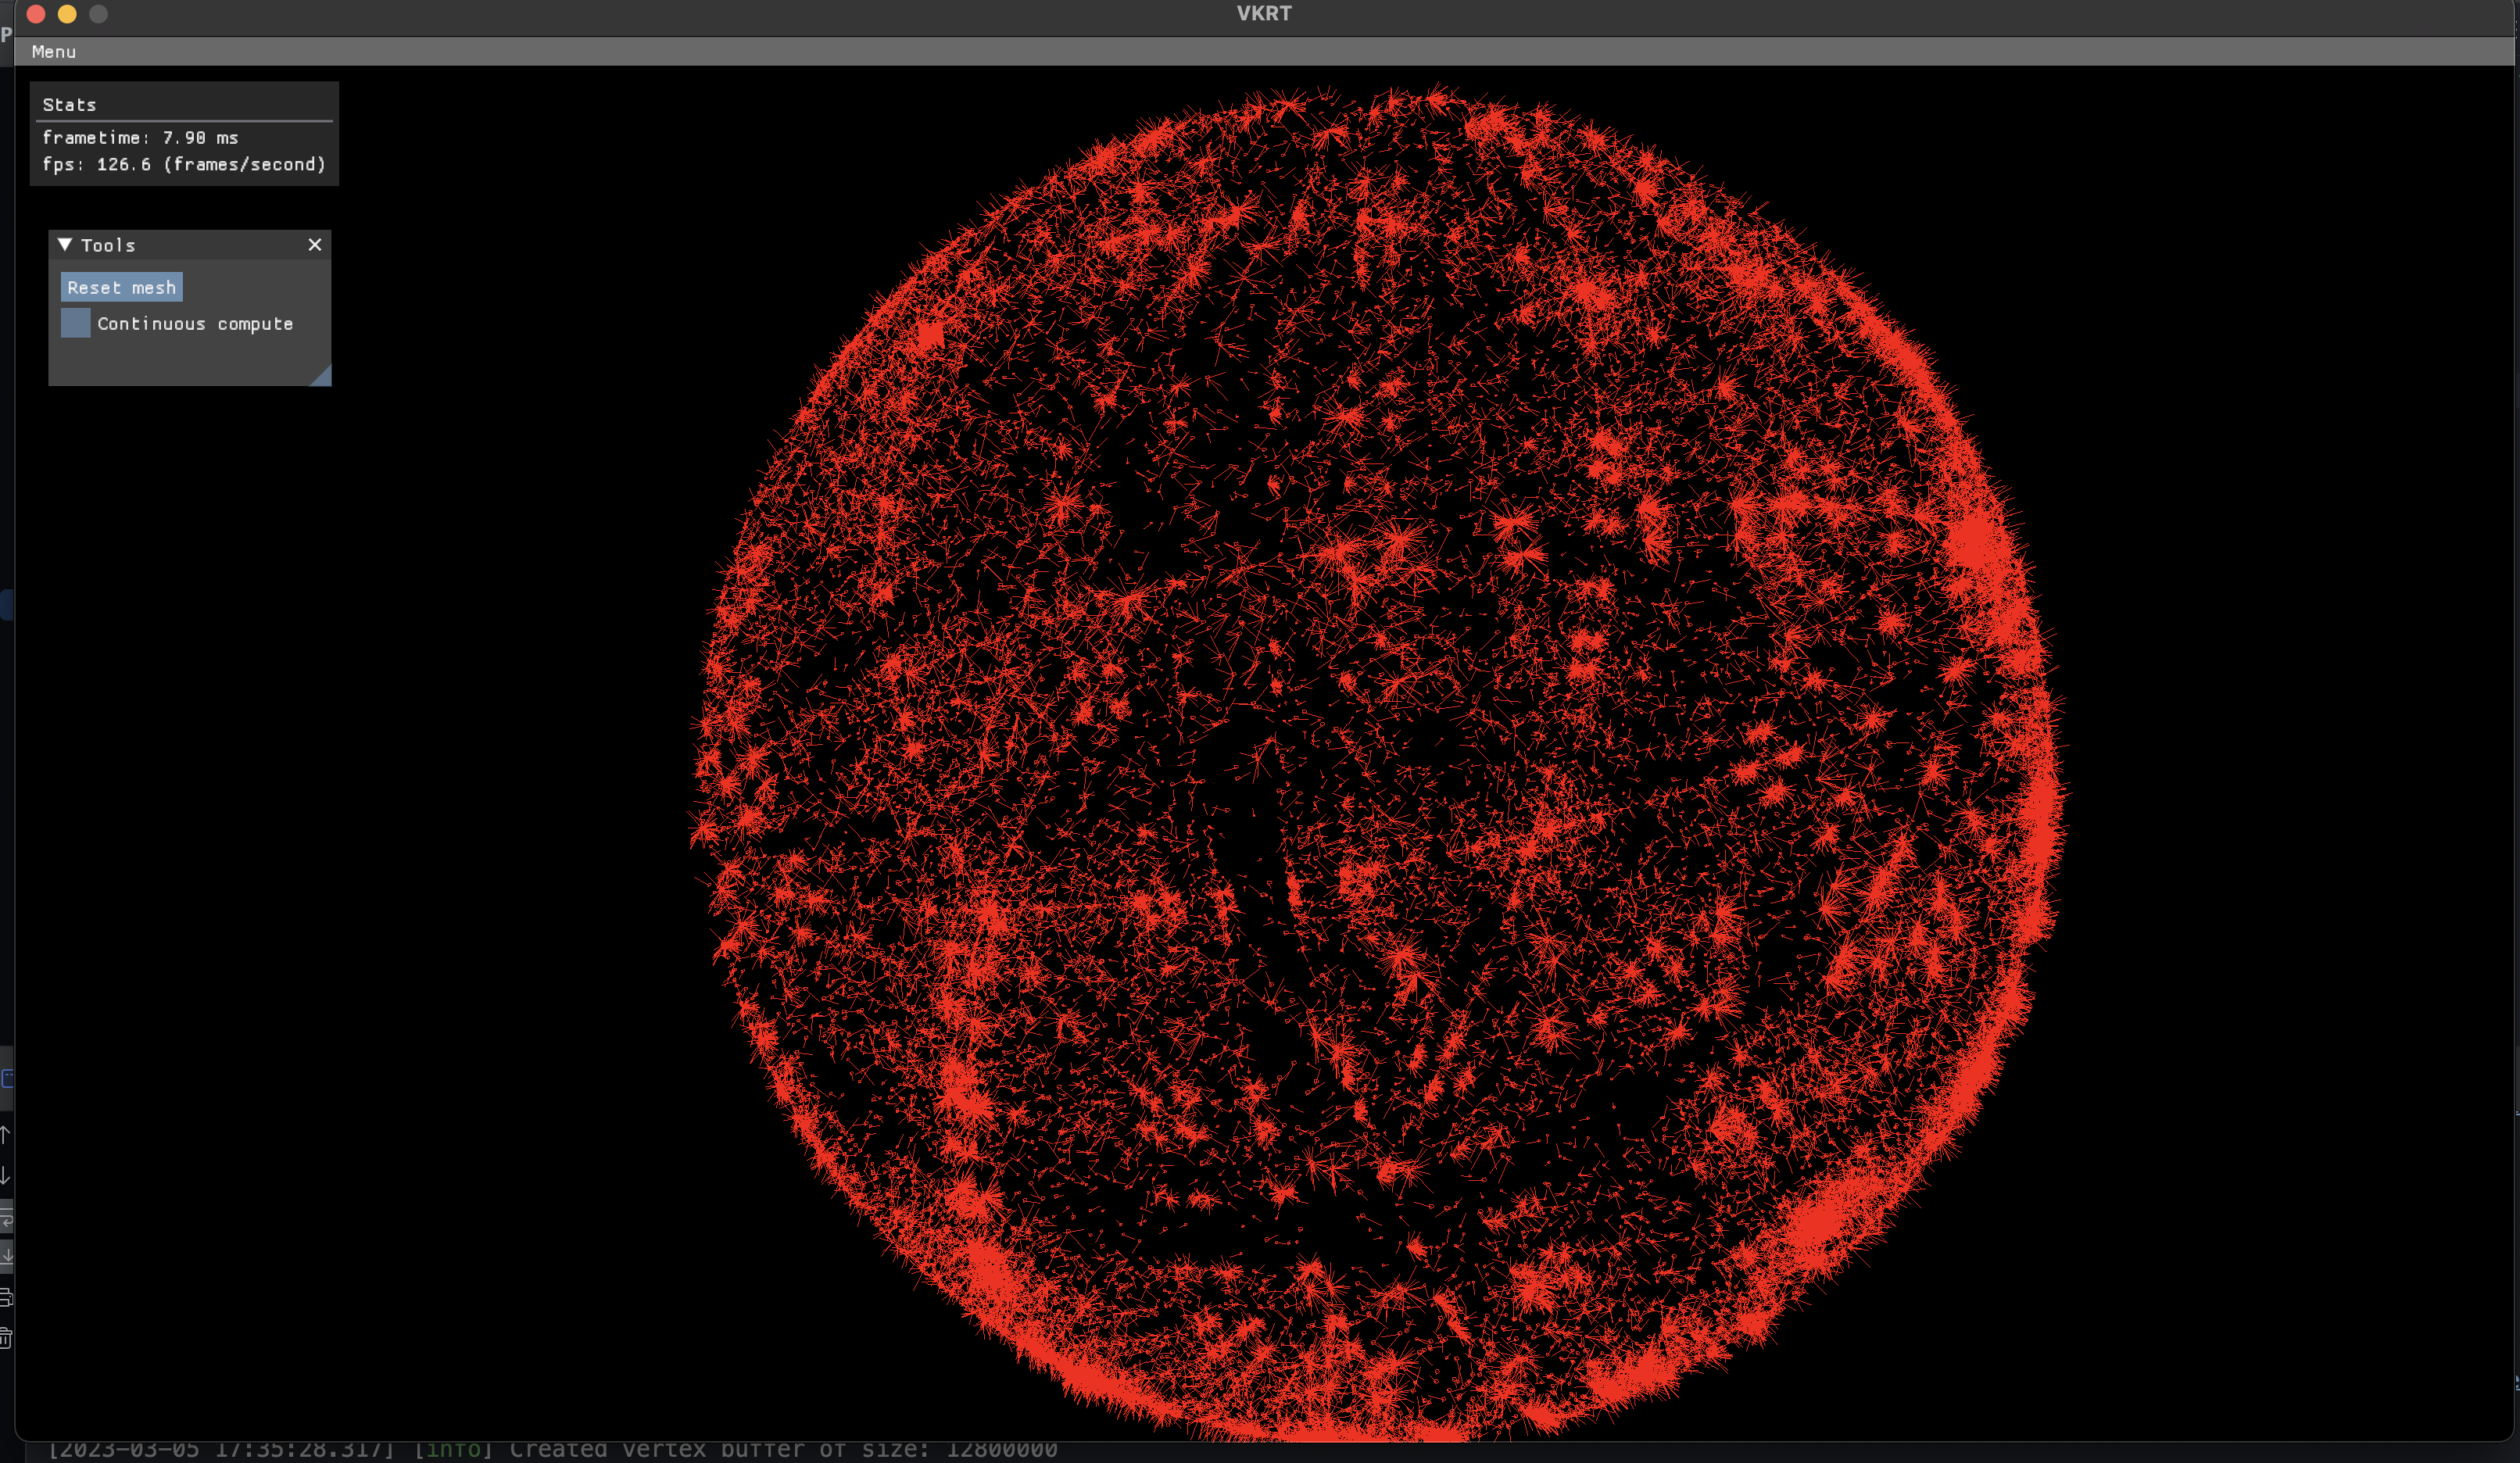 VKRT
P
Menu
Stats
frametime: 7.90 ms
fps: 126.6 (frames/second)
Tools
Reset mesh
Continuous compute
[2023-03-05 17:35:28.317] [info] Created vertex buffer of size: 12800000